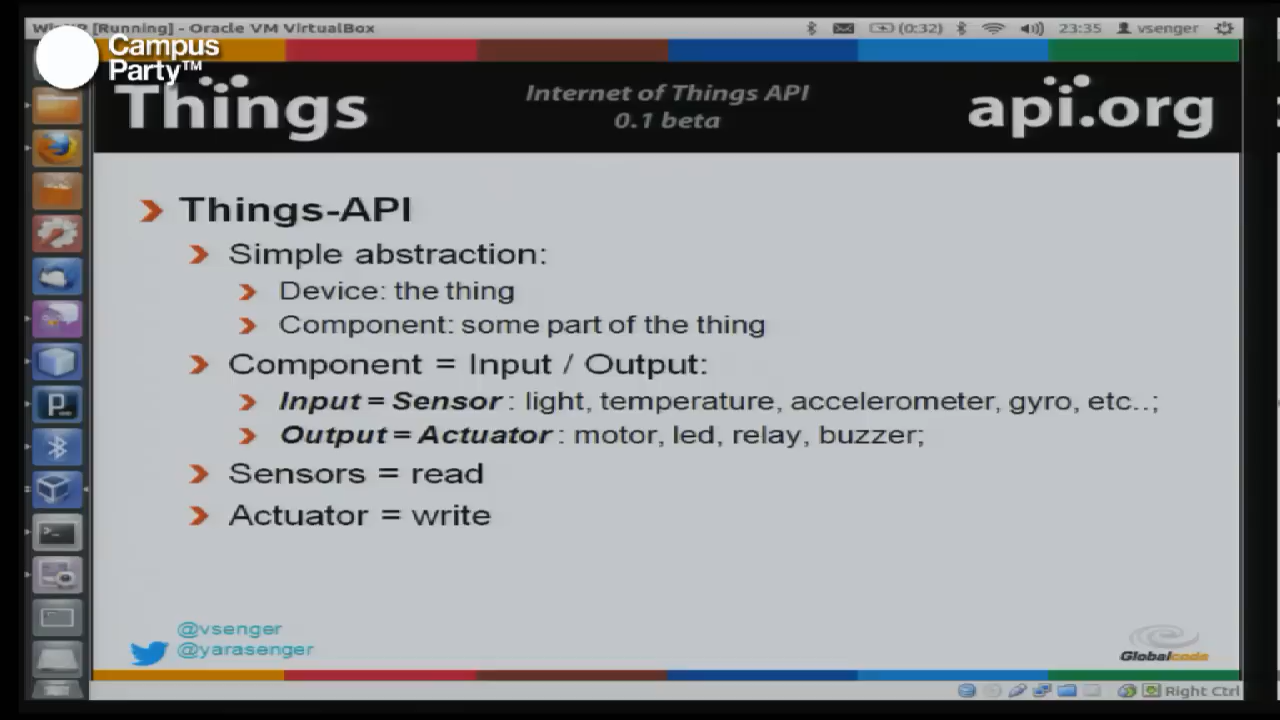 [Running] - Oracle VM VirtualBox
(0:32)
23:35
vsenger
Campus
Party™
Things
Internet of Things API
0.1 beta
api.org
Things-API
Simple abstraction:
Device: the thing
Component: some part of the thing
Component = Input / Output:
Input = Sensor : light, temperature, accelerometer, gyro, etc..;
Output = Actuator : motor, led, relay, buzzer;
Sensors = read
Actuator = write
@vsenger
@yarasenger
Globalcode
Right Ctrl